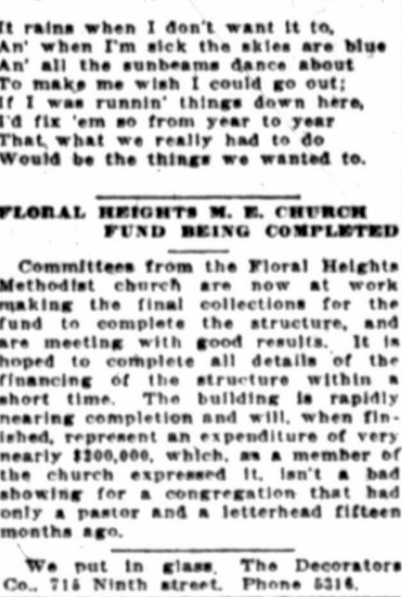 It rains when I don't want it to,
An' when I'm sick the skies are blue
An' all the sunbeams dance about
To make me wish I could go out;
If I was runnin' things down here,
I'd fix 'em so from year to year
That, what we really had to do
Would be the things we wanted to.
FLORAL HEIGHTS M. E. CHURCH
FUND BEING COMPLETED
Committees from the Floral Heights
Methodist church are now at work
making the final collections for the
fund to complete the structure, and
are meeting with good results. It is
hoped to complete all details of the
financing of the structure within a
short time. The building is rapidly
nearing completion and will, when fin-
ished, represent an expenditure of very
nearly $200,000, which, as a member of
the church expressed it, isn't a bad
showing for a congregation that had
only a pastor and a letterhead fifteen
months ago.
We put in glass. The Decorators
Co., 715 Ninth street. Phone 5316.